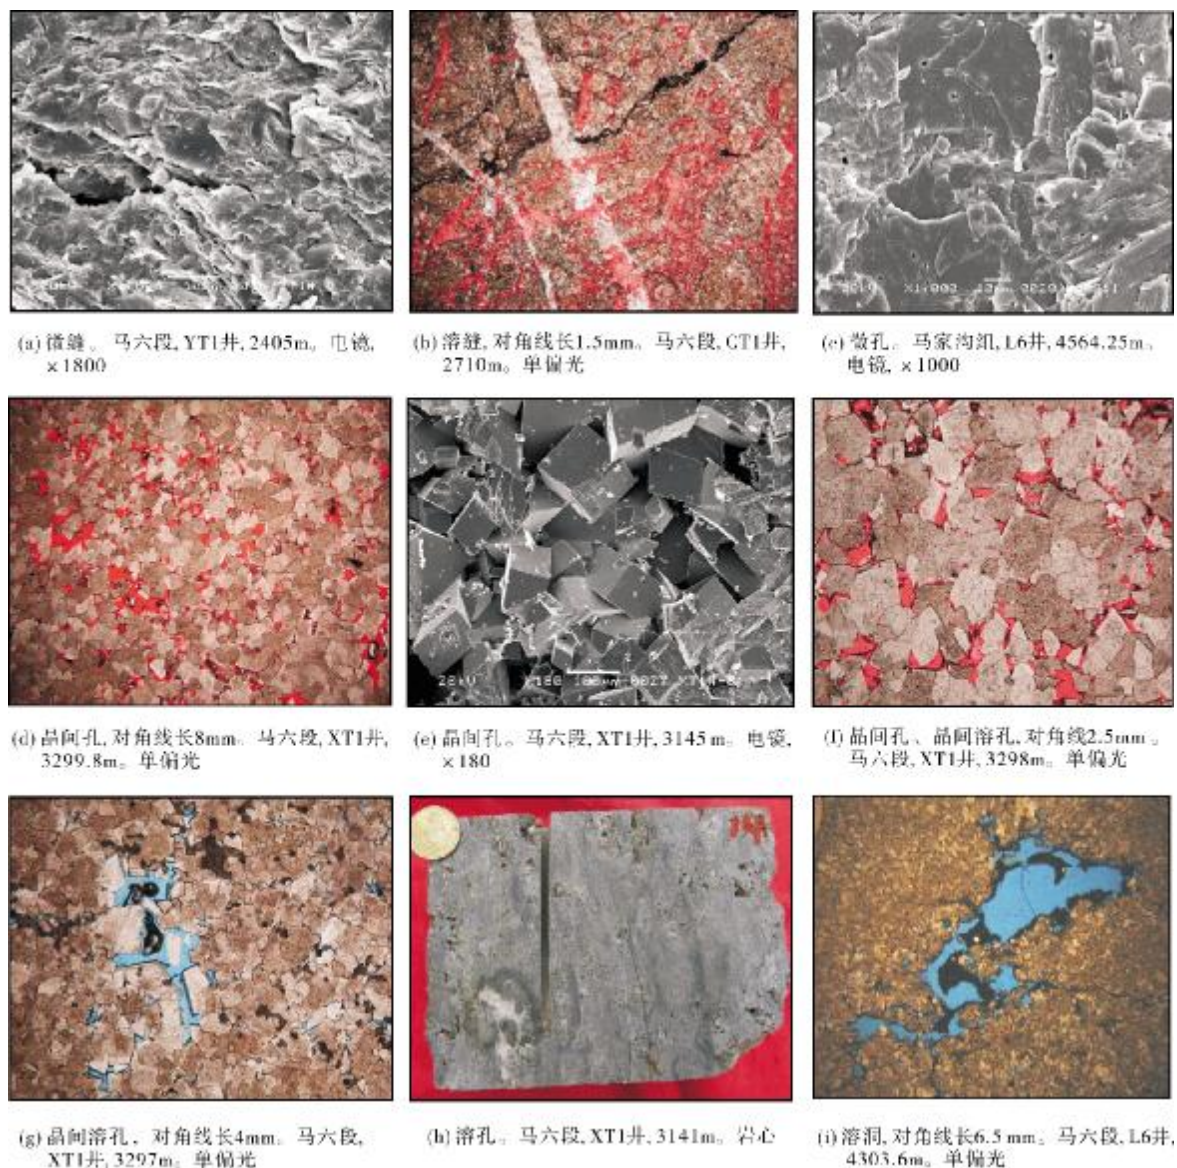 (a) 微缝。马六段, YT1井, 2405m。电镜,
×1800
(b) 溶缝, 对角线长1.5mm。马六段, CT1井,
2710m。单偏光
X1,000
(c) 微孔。马家沟组, L6井, 4564.25m。
电镜, ×1000
(d) 晶间孔, 对角线长8mm。马六段, XT1井,
3299.8m。单偏光
20kV X180 100μm 0027
(e) 晶间孔。马六段, XT1井, 3145m。电镜,
×180
(f) 晶间孔、晶间溶孔, 对角线2.5mm。
马六段, XT1井, 3298m。单偏光
(g) 晶间溶孔, 对角线长4mm。马六段,
XT1井, 3297m。单偏光
(h) 溶孔。马六段, XT1井, 3141m。岩心
(i) 溶洞, 对角线长6.5mm。马六段, L6井,
4303.6m。单偏光